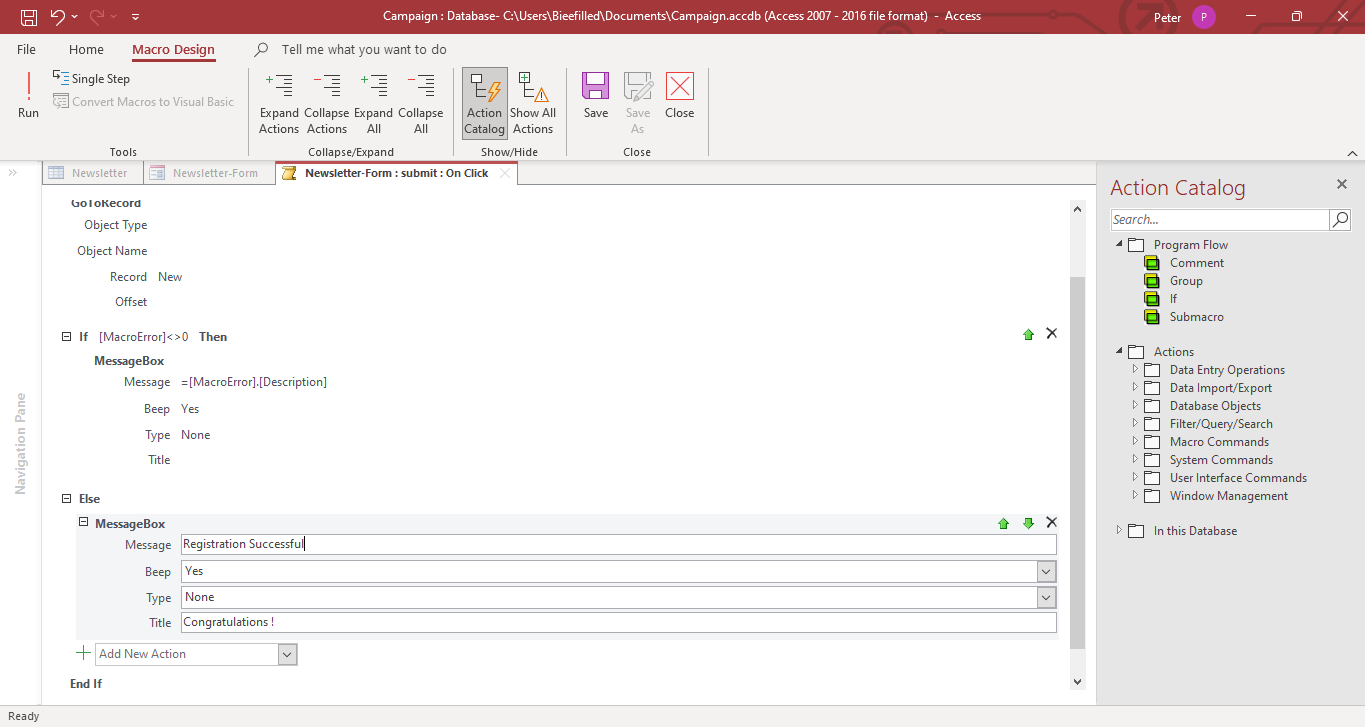 Campaign : Database- C:\Users\Bieefilled\Documents\Campaign.accdb (Access 2007 - 2016 file format) - Access
Peter
P
File
Home
Macro Design
Tell me what you want to do
Run
Single Step
Convert Macros to Visual Basic
Tools
Expand Actions
Collapse Actions
Expand All
Collapse All
Collapse/Expand
Action Catalog
Show All Actions
Show/Hide
Save
Save As
Close
Close
Newsletter
Newsletter-Form
Newsletter-Form : submit : On Click
Navigation Pane
GoToRecord
Object Type
Object Name
Record New
Offset
If [MacroError]<>0 Then
MessageBox
Message =[MacroError].[Description]
Beep Yes
Type None
Title
Else
MessageBox
Message Registration Successful
Beep Yes
Type None
Title Congratulations !
Add New Action
End If
Action Catalog
Search...
Program Flow
Comment
Group
If
Submacro
Actions
Data Entry Operations
Data Import/Export
Database Objects
Filter/Query/Search
Macro Commands
System Commands
User Interface Commands
Window Management
In this Database
Ready